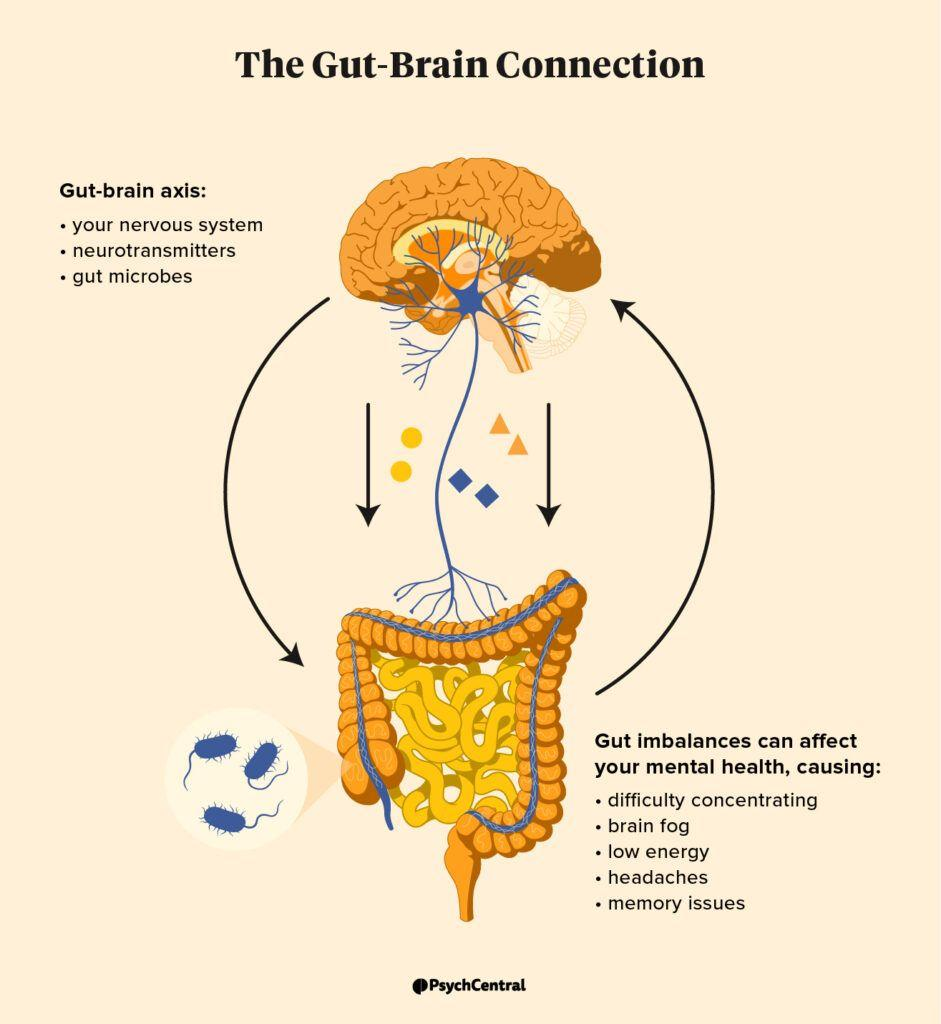 The Gut-Brain Connection
Gut-brain axis:
• your nervous system
• neurotransmitters
• gut microbes
Gut imbalances can affect
your mental health, causing:
• difficulty concentrating
• brain fog
• low energy
• headaches
• memory issues
PsychCentral